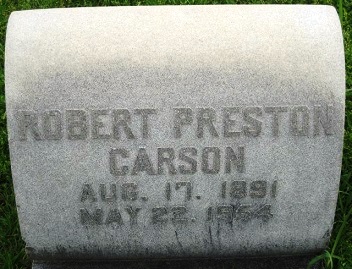 ROBERT PRESTON
CARSON
AUG. 17. 1891
MAY 22. 1954